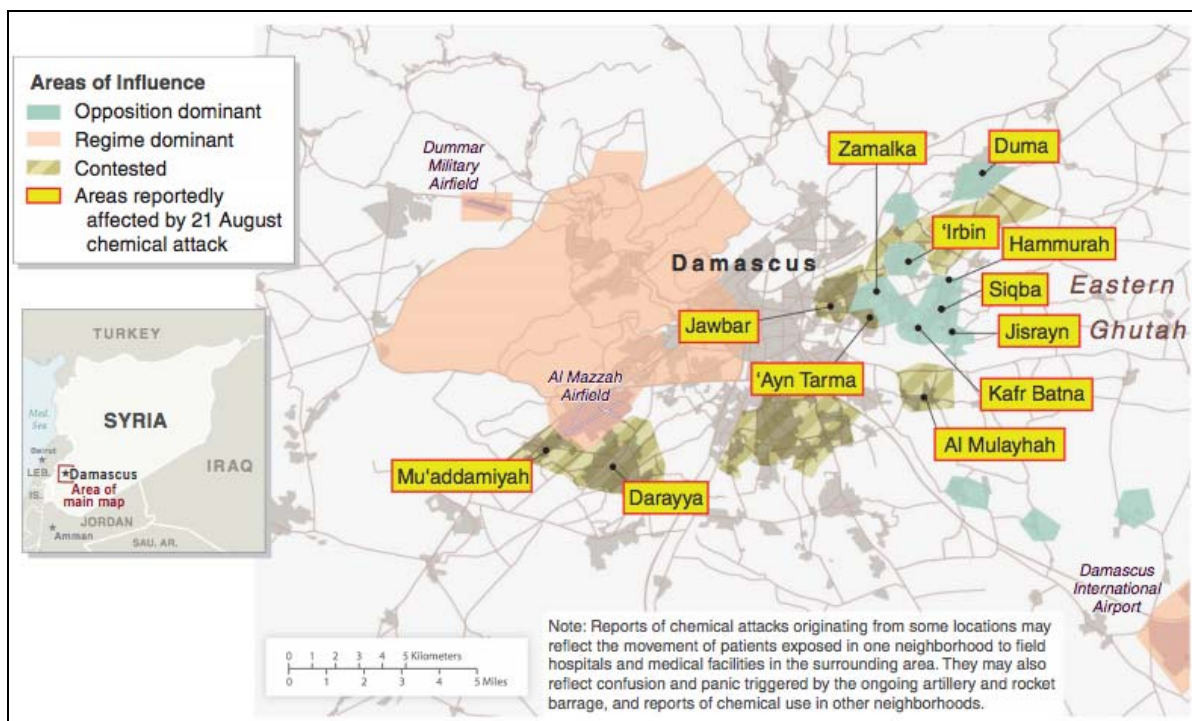 Areas of Influence
Opposition dominant
Regime dominant
Contested
Areas reportedly
affected by 21 August
chemical attack
Dummar
Military
Airfield
Zamalka
Duma
‘Irbin
Hammurah
Damascus
Siqba
Eastern
Jawbar
Jisrayn
Ghutah
‘Ayn Tarma
Al Mazzah
Airfield
Kafr Batna
Al Mulayhah
Mu‘addamiyah
Darayya
TURKEY
Med.
Sea
SYRIA
Beirut
LEB.
Damascus
IRAQ
Area of
main map
IS.
JORDAN
Amman
SAU. AR.
Damascus
International
Airport
0 1 2 3 4 5 Kilometers
0 1 2 3 4 5 Miles
Note: Reports of chemical attacks originating from some locations may
reflect the movement of patients exposed in one neighborhood to field
hospitals and medical facilities in the surrounding area. They may also
reflect confusion and panic triggered by the ongoing artillery and rocket
barrage, and reports of chemical use in other neighborhoods.